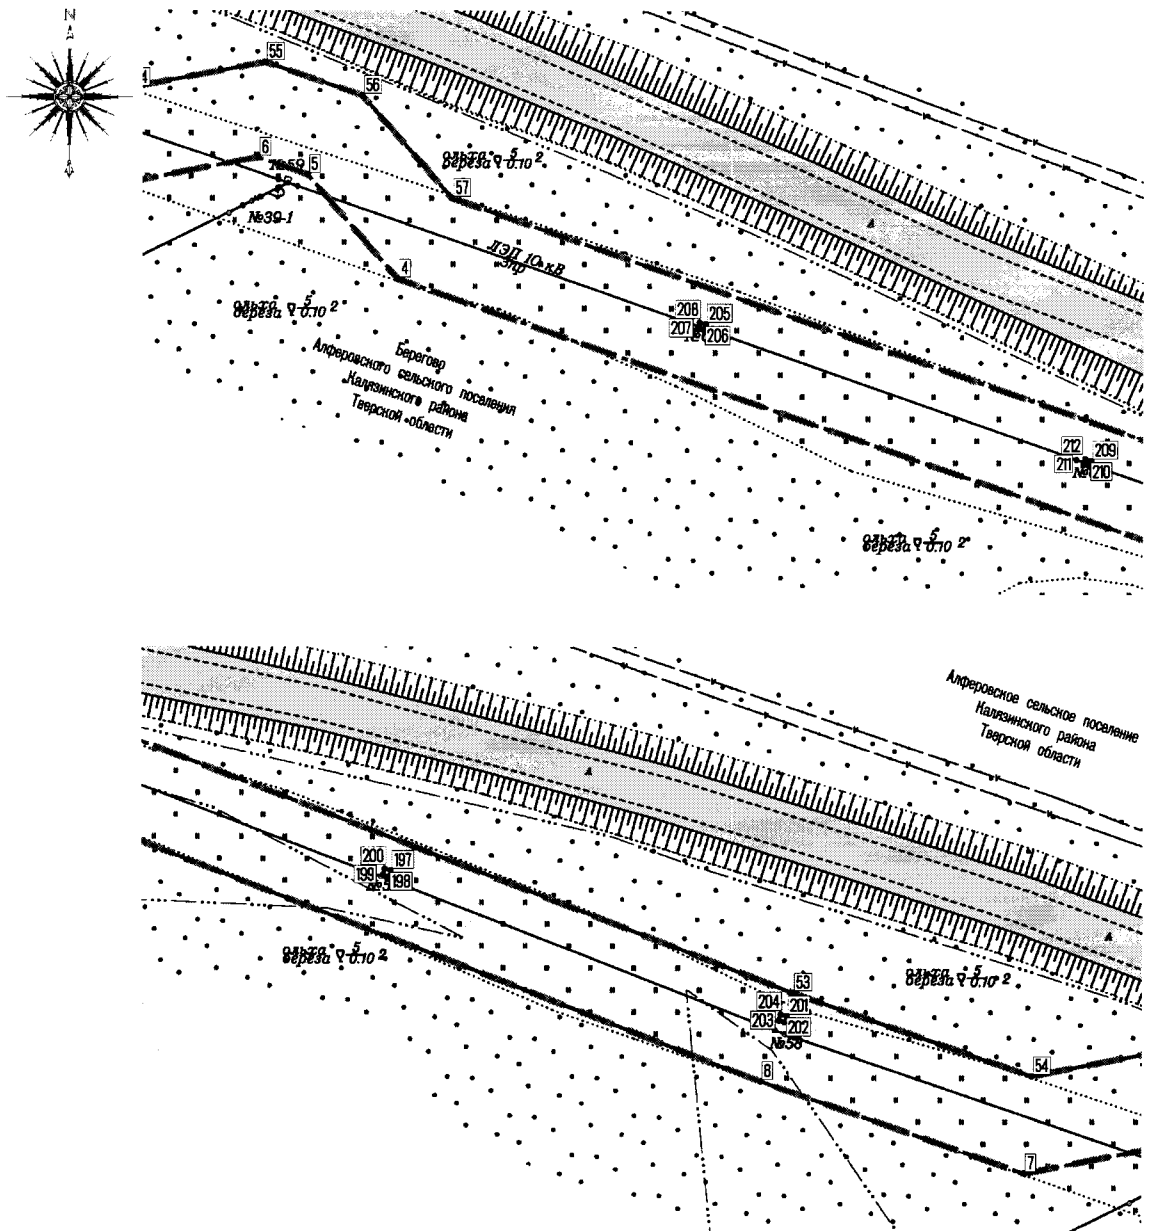 N
55
56
6
№59
5
№39-1
57
ольха 5
береза 0.10 2
ЛЭП 10 кВ
3пр
4
ольха 5
береза 0.10 2
208
205
207
206
Берегово
Алферовского сельского поселения
Калязинского района
Тверской области
А
212
209
211
210
ольха 5
береза 0.10 2
Алферовское сельское поселение
Калязинского района
Тверской области
А
200
197
199
198
ольха 5
береза 0.10 2
53
204
201
203
202
№58
ольха 5
береза 0.10 2
А
8
54
7